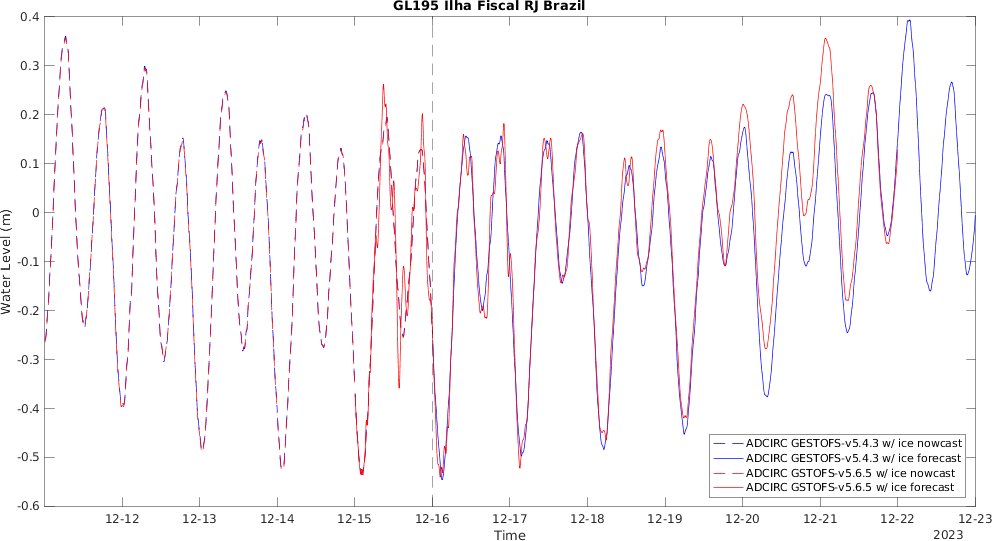 GL195 Ilha Fiscal RJ Brazil
0.4
0.3
0.2
0.1
0
-0.1
-0.2
-0.3
-0.4
-0.5
-0.6
Water Level (m)
ADCIRC GESTOFS-v5.4.3 w/ ice nowcast
ADCIRC GESTOFS-v5.4.3 w/ ice forecast
ADCIRC GSTOFS-v5.6.5 w/ ice nowcast
ADCIRC GSTOFS-v5.6.5 w/ ice forecast
12-12 12-13 12-14 12-15 12-16 12-17 12-18 12-19 12-20 12-21 12-22 12-23
Time
2023